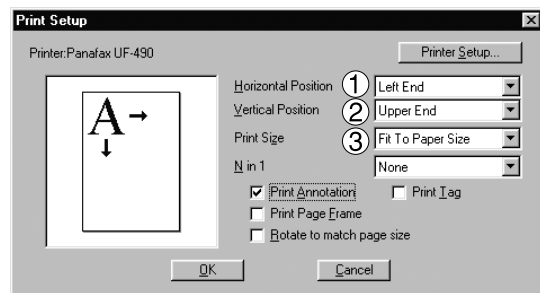 Print Setup
Printer:Panafax UF-490
Printer Setup...
A
Horizontal Position ① Left End
Vertical Position ② Upper End
Print Size ③ Fit To Paper Size
N in 1 None
Print Annotation Print Tag
Print Page Frame
Rotate to match page size
OK Cancel